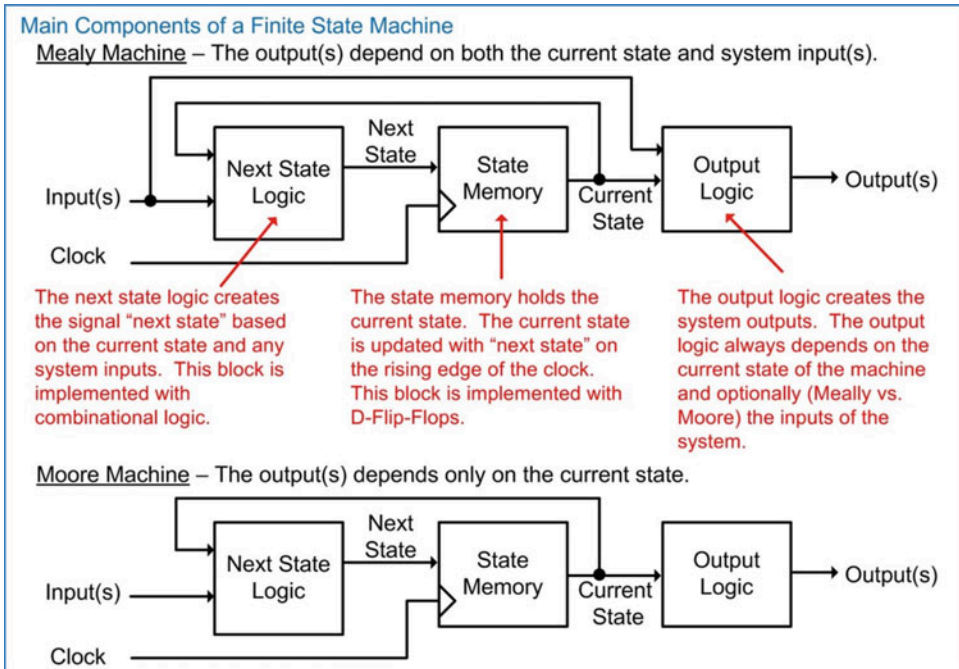 Main Components of a Finite State Machine
Mealy Machine – The output(s) depend on both the current state and system input(s).
Next
State
Next State
Logic
State
Memory
Output
Logic
Input(s)
Current
State
Output(s)
Clock
The next state logic creates
the signal “next state” based
on the current state and any
system inputs.  This block is
implemented with
combinational logic.
The state memory holds the
current state.  The current state
is updated with “next state” on
the rising edge of the clock.
This block is implemented with
D-Flip-Flops.
The output logic creates the
system outputs.  The output
logic always depends on the
current state of the machine
and optionally (Meally vs.
Moore) the inputs of the
system.
Moore Machine – The output(s) depends only on the current state.
Next
State
Next State
Logic
State
Memory
Output
Logic
Input(s)
Current
State
Output(s)
Clock